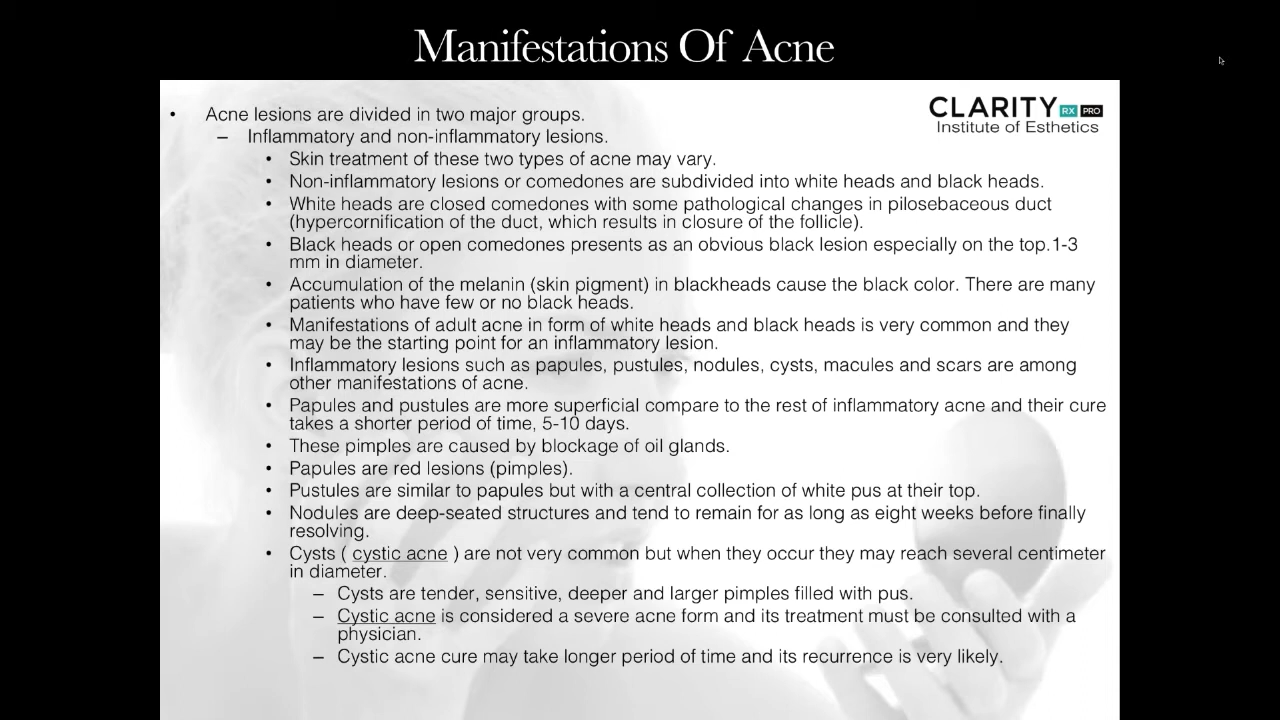 Manifestations Of Acne
CLARITY RX PRO
Institute of Esthetics
• Acne lesions are divided in two major groups.
– Inflammatory and non-inflammatory lesions.
• Skin treatment of these two types of acne may vary.
• Non-inflammatory lesions or comedones are subdivided into white heads and black heads.
• White heads are closed comedones with some pathological changes in pilosebaceous duct
(hypercornification of the duct, which results in closure of the follicle).
• Black heads or open comedones presents as an obvious black lesion especially on the top.1-3
mm in diameter.
• Accumulation of the melanin (skin pigment) in blackheads cause the black color. There are many
patients who have few or no black heads.
• Manifestations of adult acne in form of white heads and black heads is very common and they
may be the starting point for an inflammatory lesion.
• Inflammatory lesions such as papules, pustules, nodules, cysts, macules and scars are among
other manifestations of acne.
• Papules and pustules are more superficial compare to the rest of inflammatory acne and their cure
takes a shorter period of time, 5-10 days.
• These pimples are caused by blockage of oil glands.
• Papules are red lesions (pimples).
• Pustules are similar to papules but with a central collection of white pus at their top.
• Nodules are deep-seated structures and tend to remain for as long as eight weeks before finally
resolving.
• Cysts ( cystic acne ) are not very common but when they occur they may reach several centimeter
in diameter.
– Cysts are tender, sensitive, deeper and larger pimples filled with pus.
– Cystic acne is considered a severe acne form and its treatment must be consulted with a
physician.
– Cystic acne cure may take longer period of time and its recurrence is very likely.